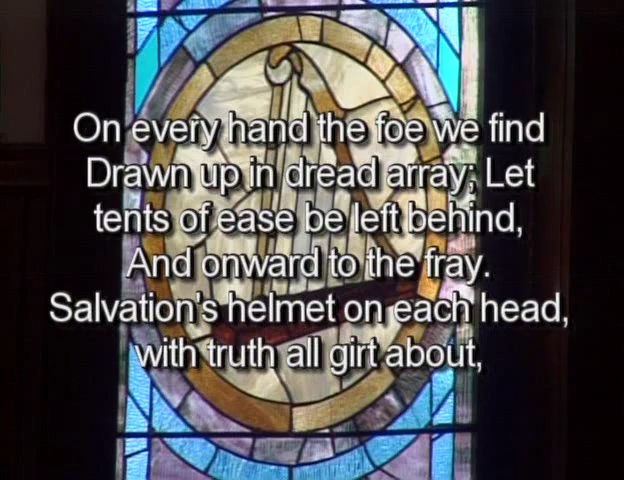 On every hand the foe we find
Drawn up in dread array; Let
tents of ease be left behind,
And onward to the fray.
Salvation's helmet on each head,
with truth all girt about,